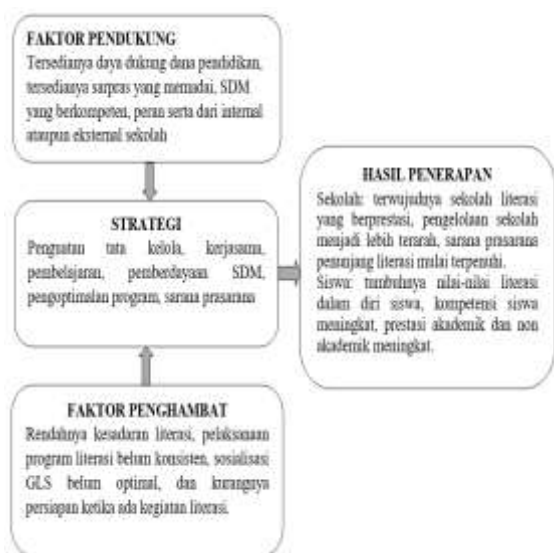 FAKTOR PENDUKUNG
Tersedianya daya dukung dana pendidikan,
tersedianya sarpras yang memadai, SDM
yang berkompeten, peran serta dari internal
ataupun eksternal sekolah
STRATEGI
Penguatan tata kelola, kerjasama,
pembelajaran, pemberdayaan SDM,
pengoptimalan program, sarana prasarana
FAKTOR PENGHAMBAT
Rendahnya kesadaran literasi, pelaksanaan
program literasi belum konsisten, sosialisasi
GLS belum optimal, dan kurangnya
persiapan ketika ada kegiatan literasi.
HASIL PENERAPAN
Sekolah: terwujudnya sekolah literasi
yang berprestasi, pengelolaan sekolah
menjadi lebih terarah, sarana prasarana
penunjang literasi mulai terpenuhi.
Siswa: tumbuhnya nilai-nilai literasi
dalam diri siswa, kompetensi siswa
meningkat, prestasi akademik dan non
akademik meningkat.